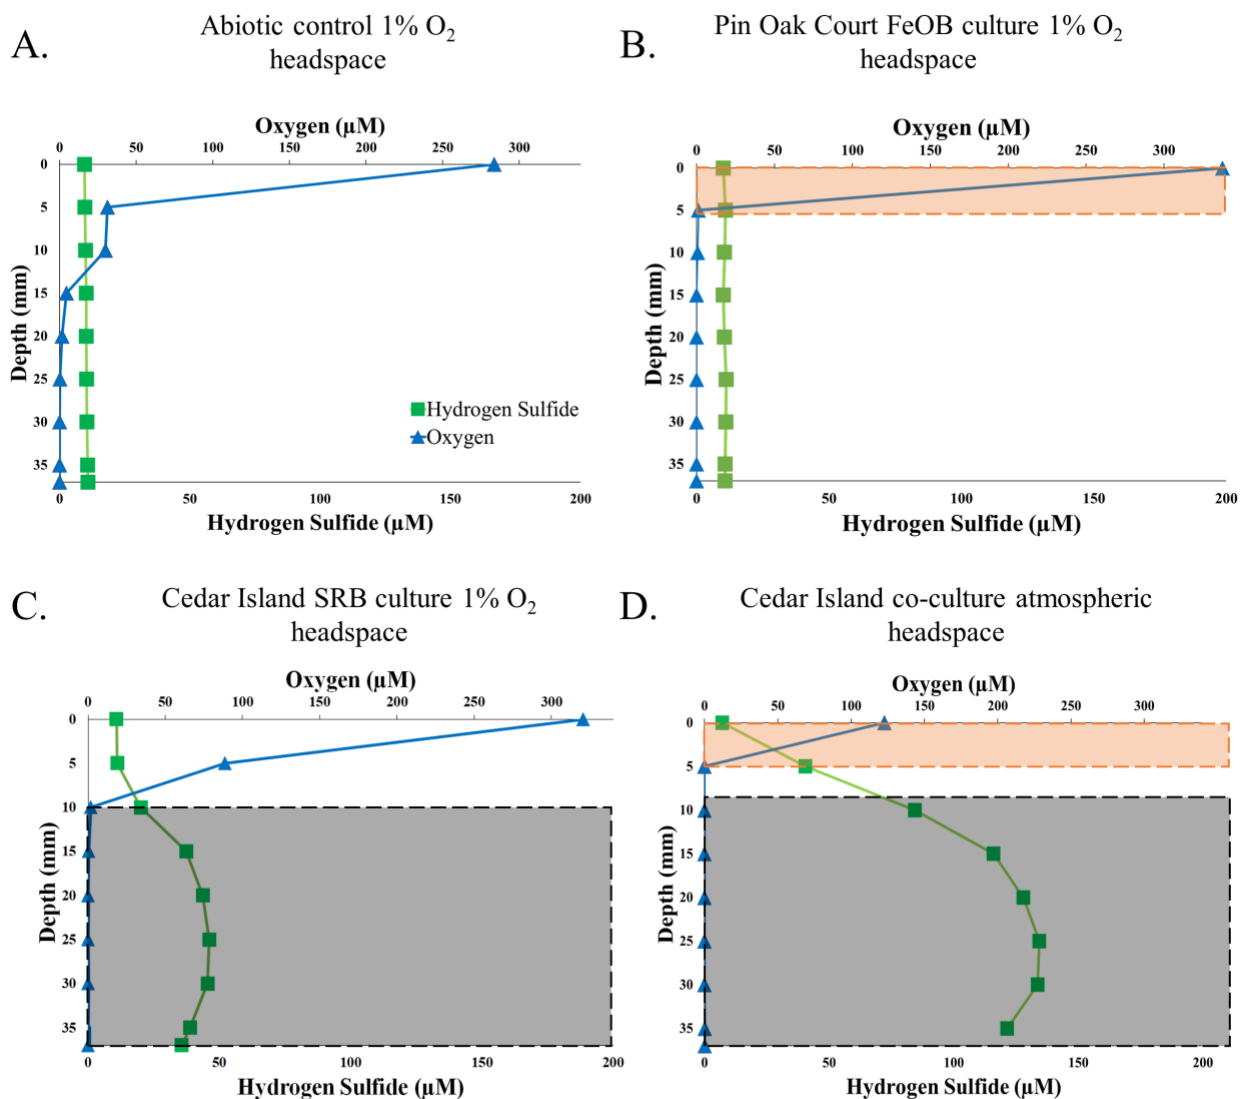 A.
Abiotic control 1% O₂
headspace
Oxygen (µM)
0 50 100 150 200 250 300
0
5
10
15
20
25
30
35
Depth (mm)
Hydrogen Sulfide
Oxygen
0 50 100 150 200
Hydrogen Sulfide (µM)
B.
Pin Oak Court FeOB culture 1% O₂
headspace
Oxygen (µM)
0 50 100 150 200 250 300
0
5
10
15
20
25
30
35
Depth (mm)
0 50 100 150 200
Hydrogen Sulfide (µM)
C.
Cedar Island SRB culture 1% O₂
headspace
Oxygen (µM)
0 50 100 150 200 250 300
0
5
10
15
20
25
30
35
Depth (mm)
0 50 100 150 200
Hydrogen Sulfide (µM)
D.
Cedar Island co-culture atmospheric
headspace
Oxygen (µM)
0 50 100 150 200 250 300
0
5
10
15
20
25
30
35
Depth (mm)
0 50 100 150 200
Hydrogen Sulfide (µM)